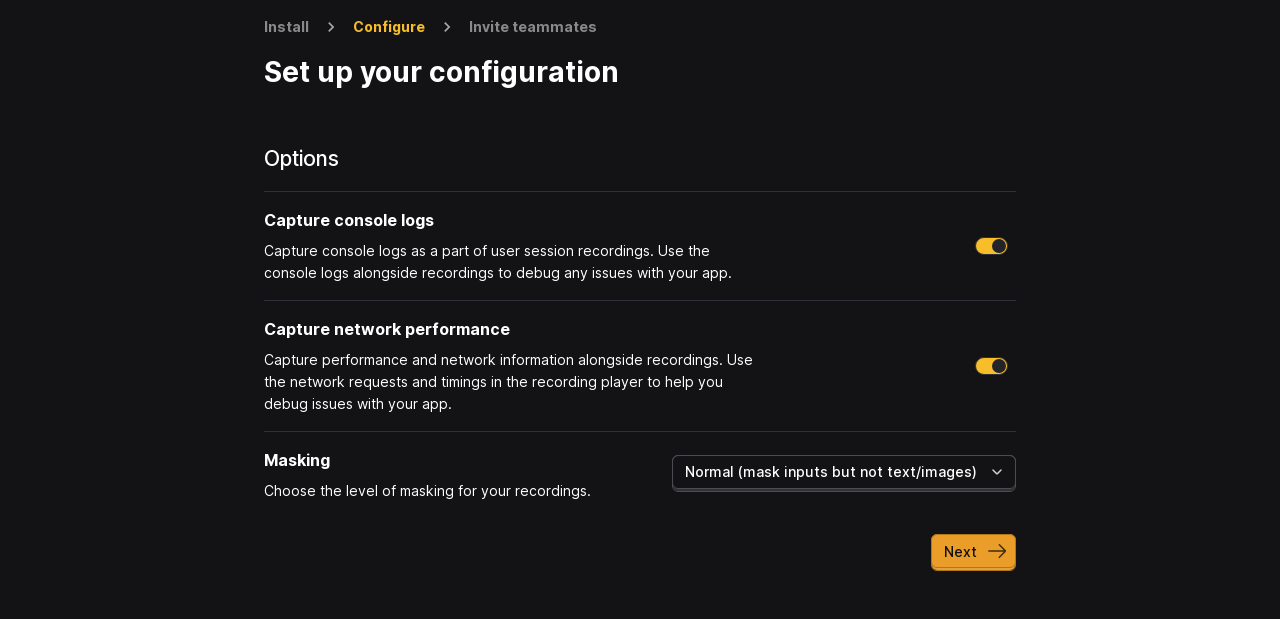 Install
Configure
Invite teammates
Set up your configuration
Options
Capture console logs
Capture console logs as a part of user session recordings. Use the
console logs alongside recordings to debug any issues with your app.
Capture network performance
Capture performance and network information alongside recordings. Use
the network requests and timings in the recording player to help you
debug issues with your app.
Masking
Choose the level of masking for your recordings.
Normal (mask inputs but not text/images)
Next